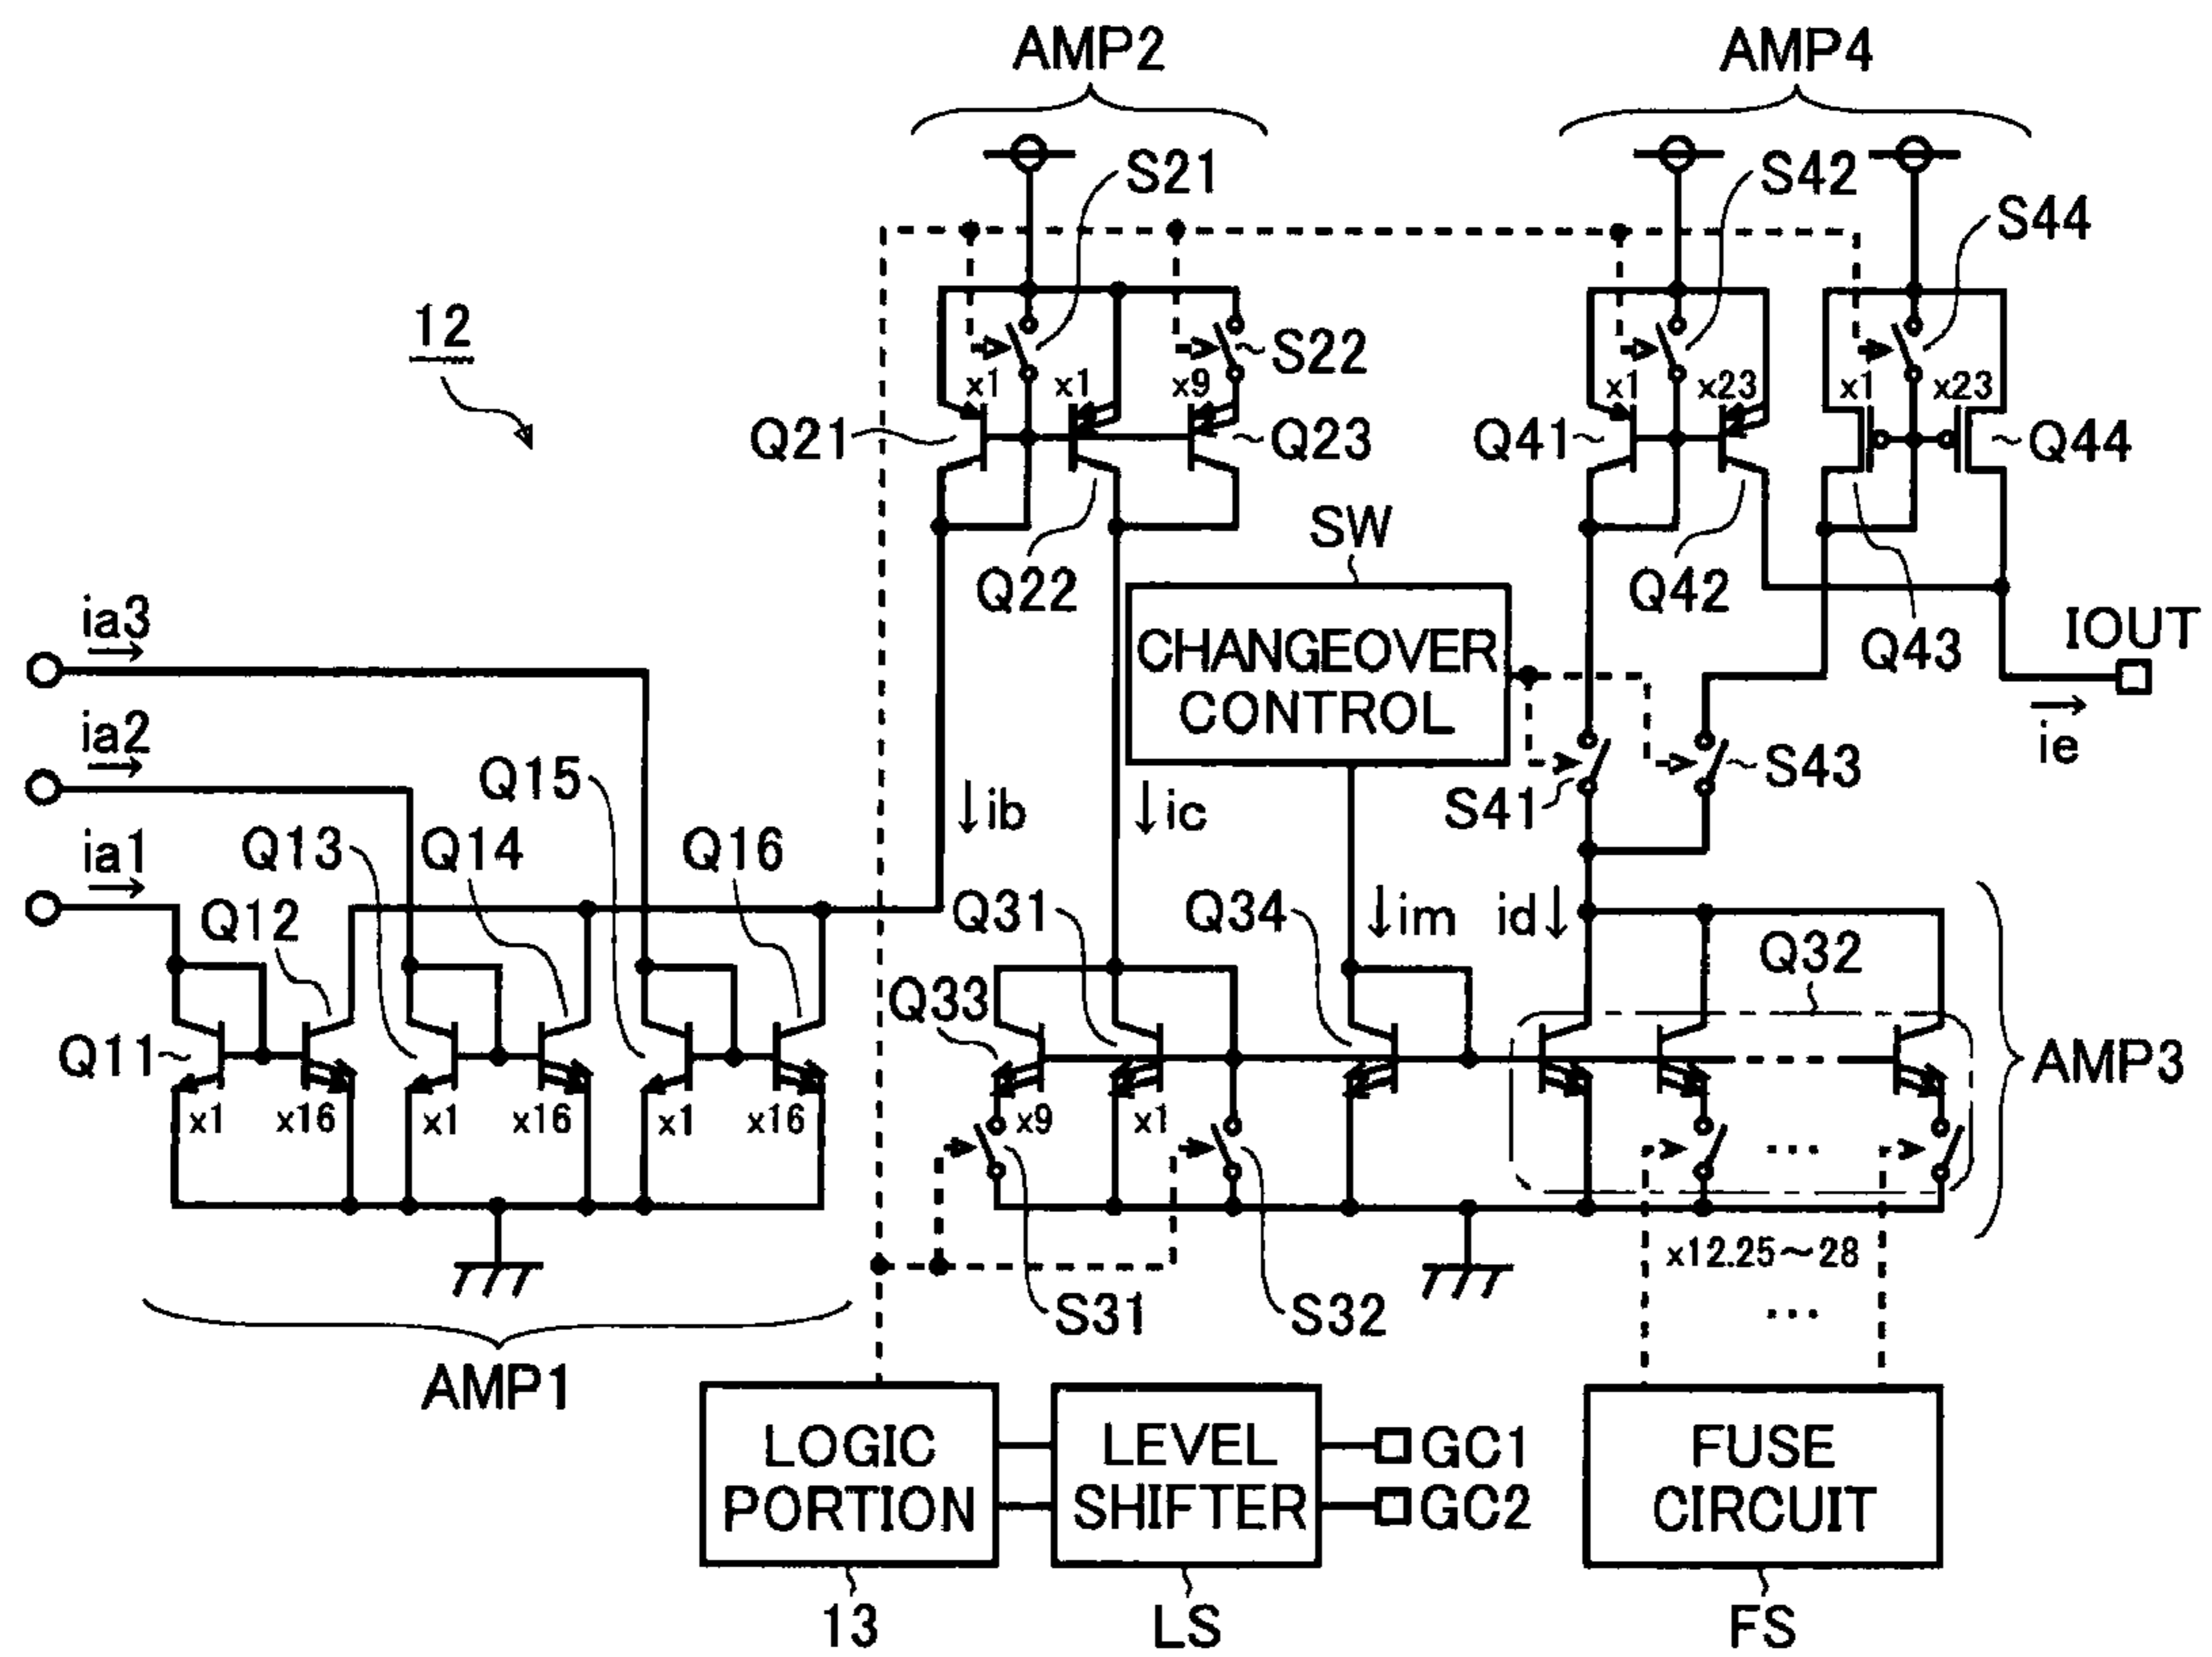 AMP2
AMP4
S21
S42
S44
12
x1
x1
x9
S22
x1
x23
x1
x23
Q21
Q23
Q41
Q44
SW
Q22
Q42
Q43
CHANGEOVER
CONTROL
IOUT
ie
ia3
ia2
ia1
Q15
Q13
Q14
Q16
ib
ic
S41
S43
Q12
Q31
Q34
im
id
Q32
Q33
Q11
AMP3
x1
x16
x1
x16
x1
x16
x9
x1
...
x12.25~28
...
S31
S32
AMP1
LOGIC
PORTION
LEVEL
SHIFTER
GC1
GC2
FUSE
CIRCUIT
13
LS
FS